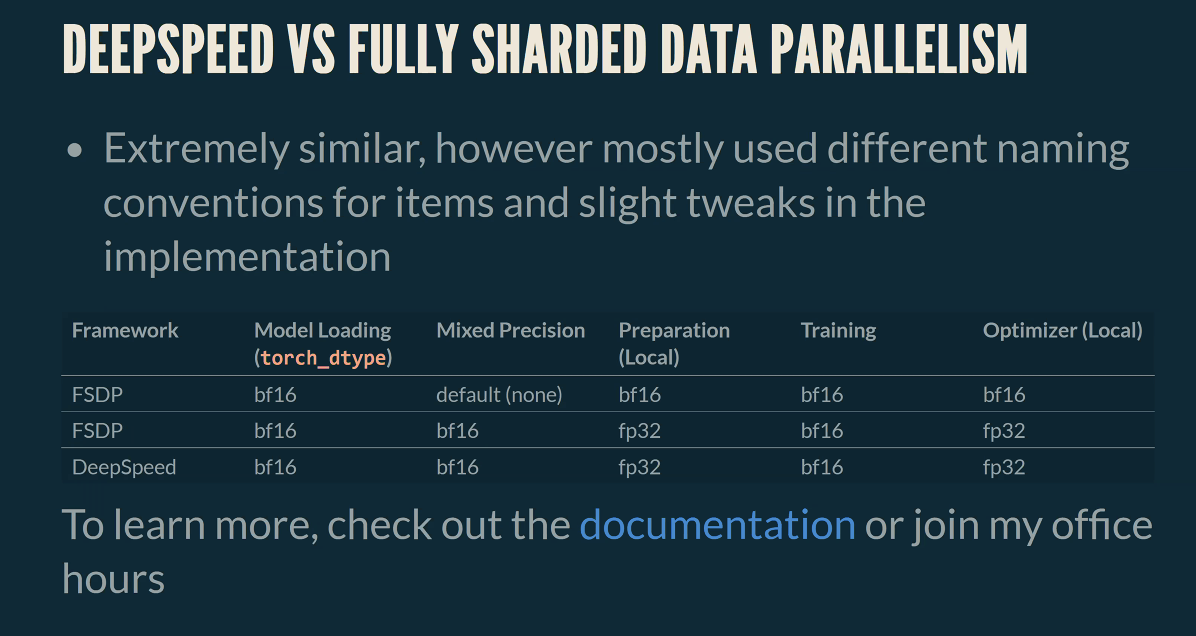 DEEPSPEED VS FULLY SHARDED DATA PARALLELISM
• Extremely similar, however mostly used different naming
conventions for items and slight tweaks in the
implementation
Framework Model Loading (torch_dtype) Mixed Precision Preparation (Local) Training Optimizer (Local)
FSDP bf16 default (none) bf16 bf16 bf16
FSDP bf16 bf16 fp32 bf16 fp32
DeepSpeed bf16 bf16 fp32 bf16 fp32
To learn more, check out the documentation or join my office
hours